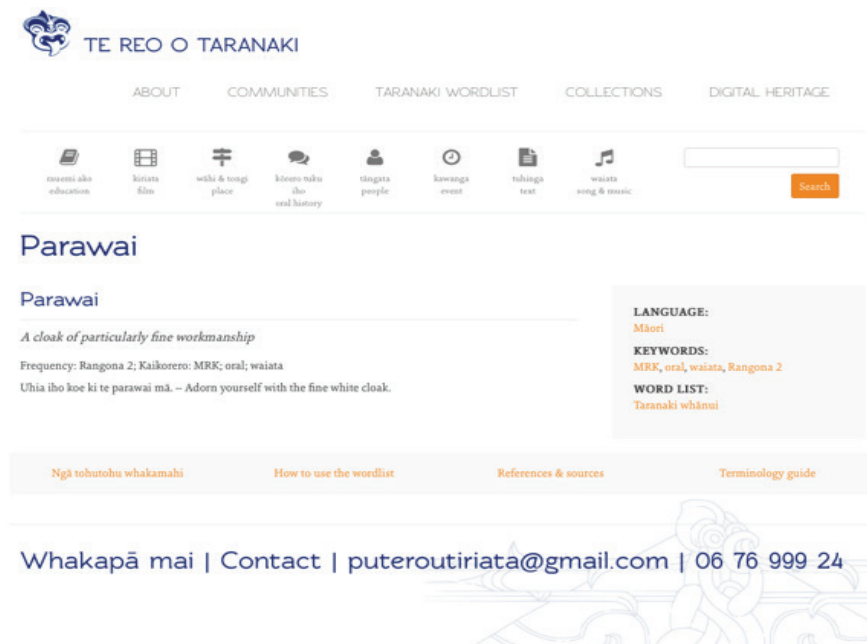 TE REO O TARANAKI
ABOUT COMMUNITIES TARANAKI WORDLIST COLLECTIONS DIGITAL HERITAGE
rauemi ako
education
kiriata
film
wāhi & tongi
place
kōrero tuku
iho
oral history
tāngata
people
kawanga
event
tuhinga
text
waiata
song & music
Search
Parawai
Parawai
A cloak of particularly fine workmanship
Frequency: Rangona 2; Kaikorero: MRK; oral; waiata
Uhia iho koe ki te parawai mā. – Adorn yourself with the fine white cloak.
LANGUAGE:
Māori
KEYWORDS:
MRK, oral, waiata, Rangona 2
WORD LIST:
Taranaki whānui
Ngā tohutohu whakamahi How to use the wordlist References & sources Terminology guide
Whakapā mai | Contact | puteroutiriata@gmail.com | 06 76 999 24